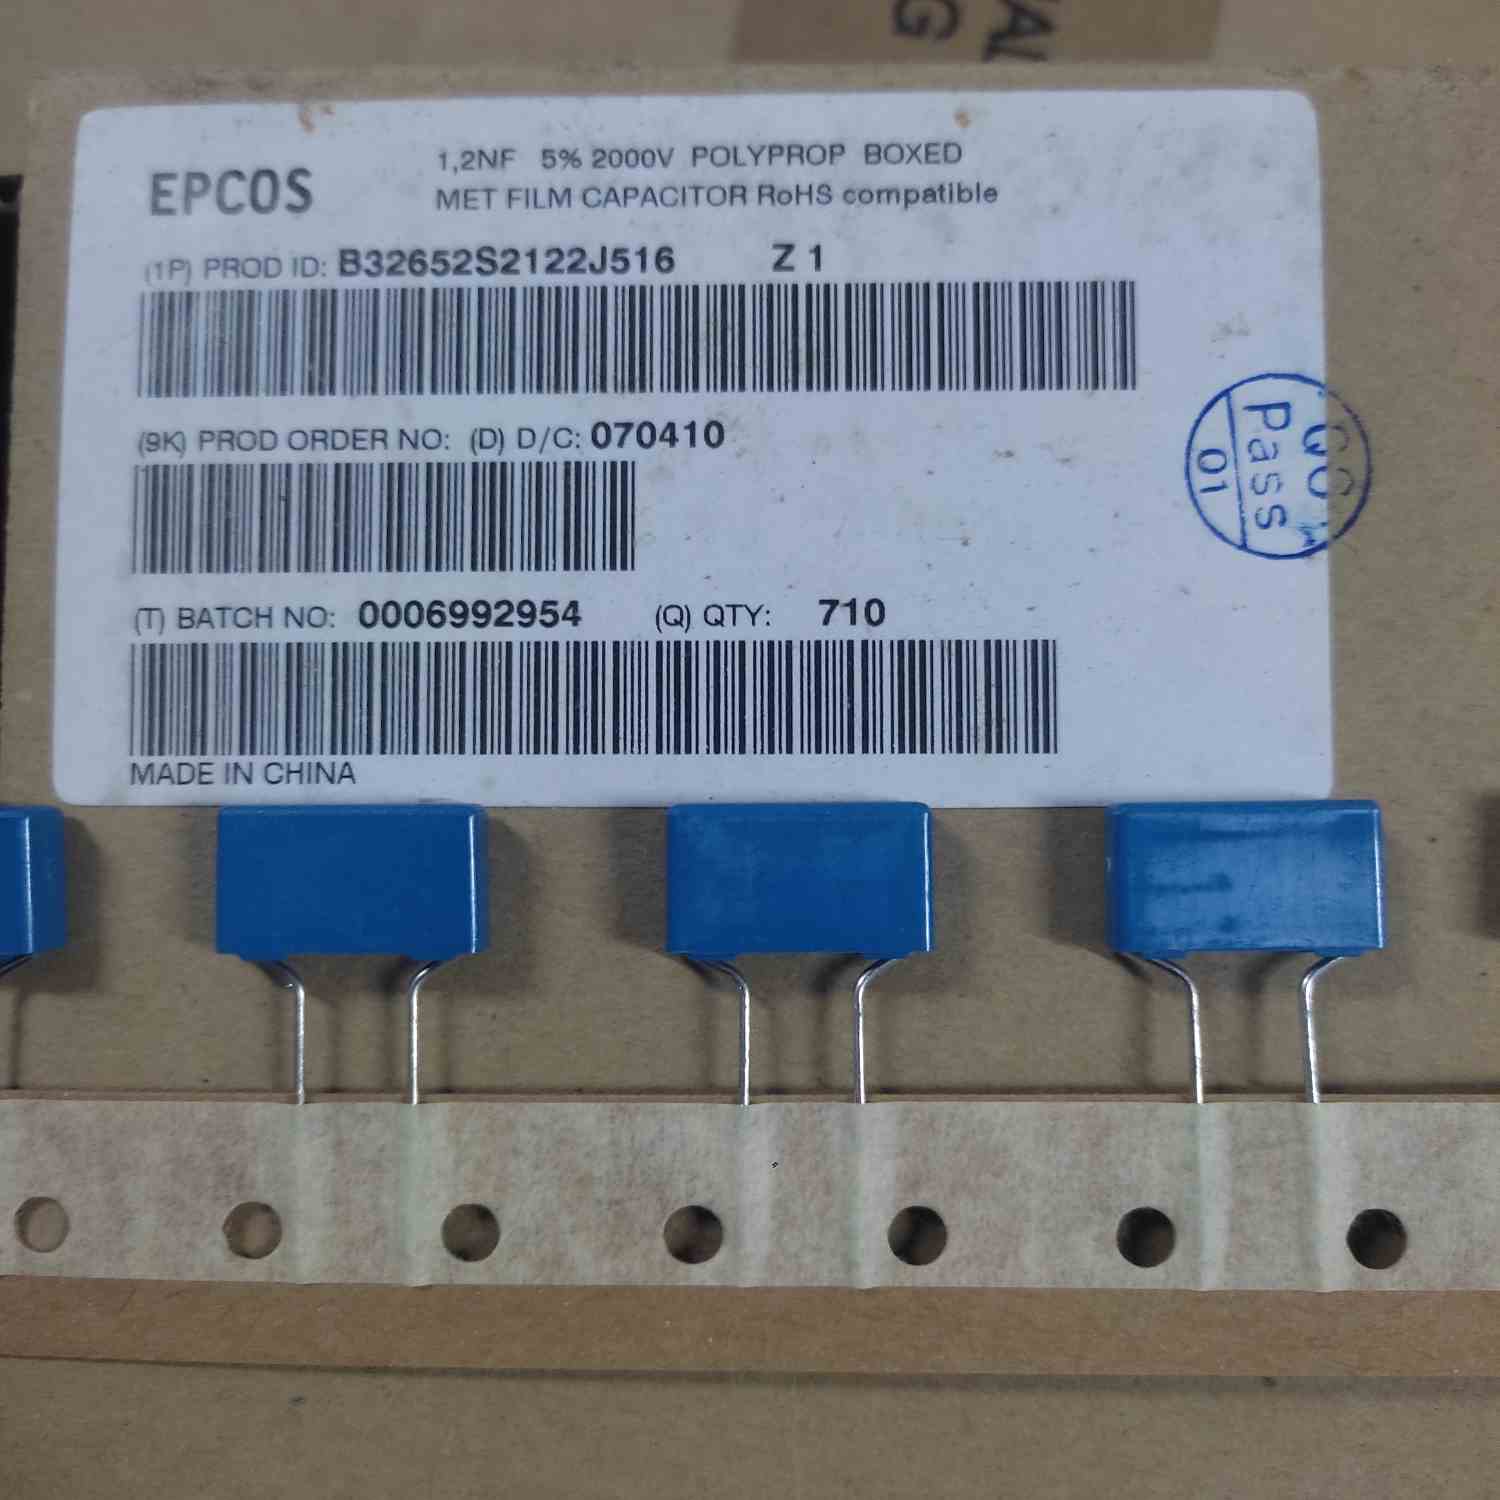 EPCOS
1,2NF 5% 2000V POLYPROP BOXED
MET FILM CAPACITOR RoHS compatible
(1P) PROD ID: B32652S2122J516 Z 1
(9K) PROD ORDER NO: (D) D/C: 070410
(T) BATCH NO: 0006992954 (Q) QTY: 710
MADE IN CHINA
Pass
01